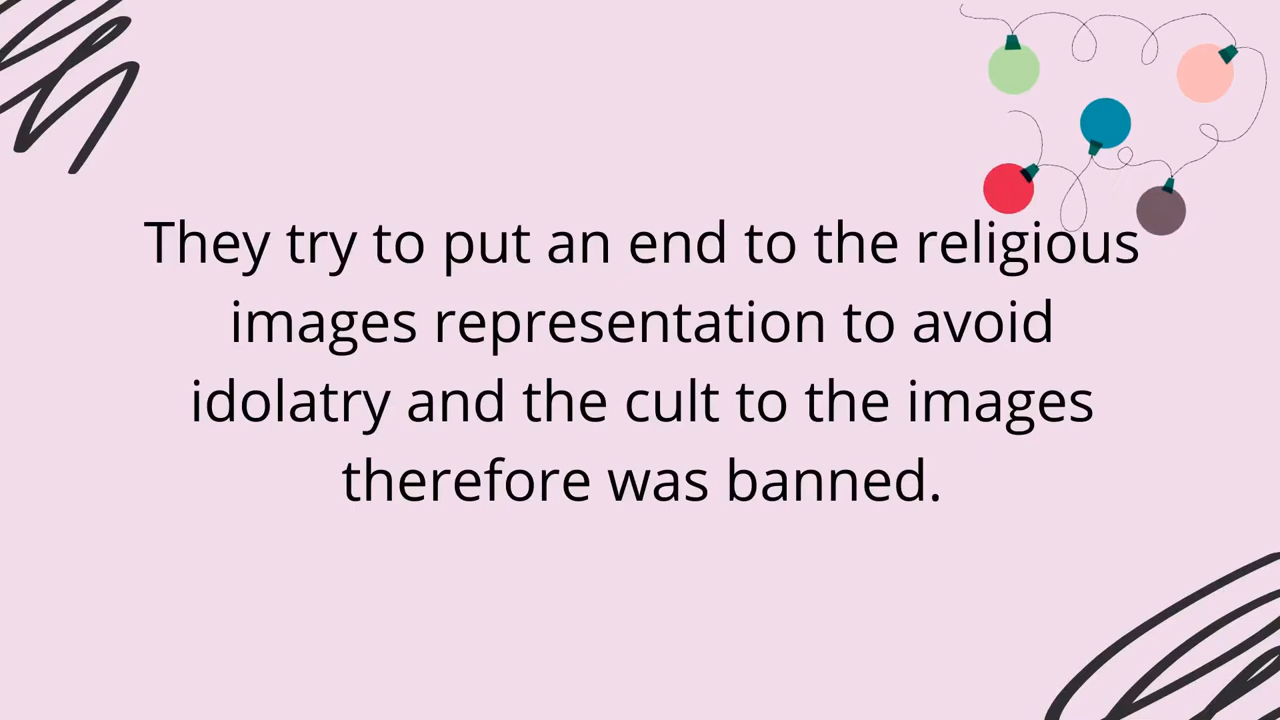 They try to put an end to the religious
images representation to avoid
idolatry and the cult to the images
therefore was banned.